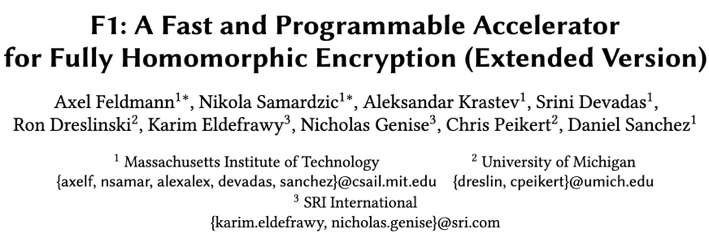 F1: A Fast and Programmable Accelerator
for Fully Homomorphic Encryption (Extended Version)
Axel Feldmann¹*, Nikola Samardzic¹*, Aleksandar Krastev¹, Srini Devadas¹,
Ron Dreslinski², Karim Eldefrawy³, Nicholas Genise³, Chris Peikert², Daniel Sanchez¹
¹ Massachusetts Institute of Technology ² University of Michigan
{axelf, nsamar, alexalex, devadas, sanchez}@csail.mit.edu {dreslin, cpeikert}@umich.edu
³ SRI International
{karim.eldefrawy, nicholas.genise}@sri.com